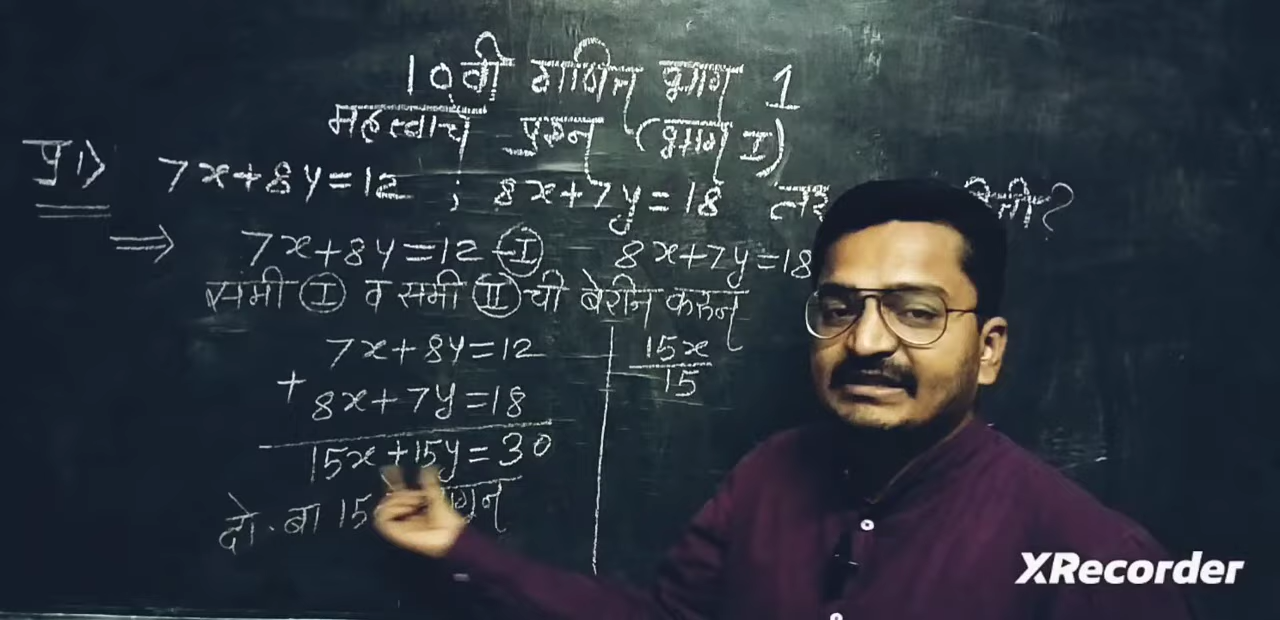 10वी गणित भाग 1
महत्वाचे प्रश्न (भाग I)
प्र1> 7x+8y=12 ; 8x+7y=18 तर
⇒ 7x+8y=12 -Ⓘ 8x+7y=18
समी Ⓘ व समी Ⓘ Ⓘ ची बेरीज करून
7x+8y=12
+ 8x+7y=18
15x+15y=30
दो. बा 15
15x
15
XRecorder